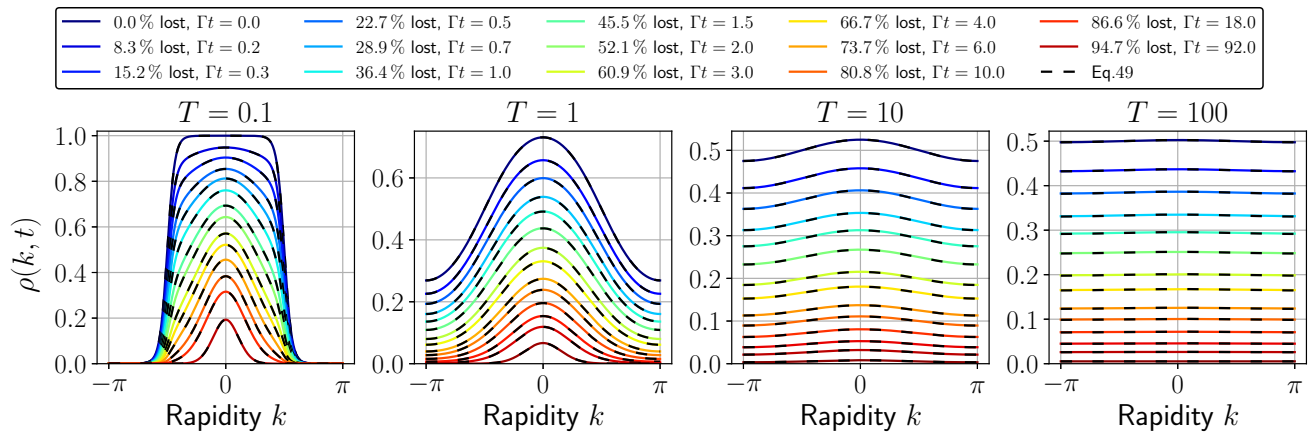 0.0 % lost, Γt = 0.0
22.7 % lost, Γt = 0.5
45.5 % lost, Γt = 1.5
66.7 % lost, Γt = 4.0
86.6 % lost, Γt = 18.0
8.3 % lost, Γt = 0.2
28.9 % lost, Γt = 0.7
52.1 % lost, Γt = 2.0
73.7 % lost, Γt = 6.0
94.7 % lost, Γt = 92.0
15.2 % lost, Γt = 0.3
36.4 % lost, Γt = 1.0
60.9 % lost, Γt = 3.0
80.8 % lost, Γt = 10.0
Eq.49
T = 0.1
T = 1
T = 10
T = 100
ρ(k, t)
1.0
0.8
0.6
0.4
0.2
0.0
−π
0
π
Rapidity k
0.6
0.4
0.2
0.0
−π
0
π
Rapidity k
0.5
0.4
0.3
0.2
0.1
0.0
−π
0
π
Rapidity k
0.5
0.4
0.3
0.2
0.1
0.0
−π
0
π
Rapidity k